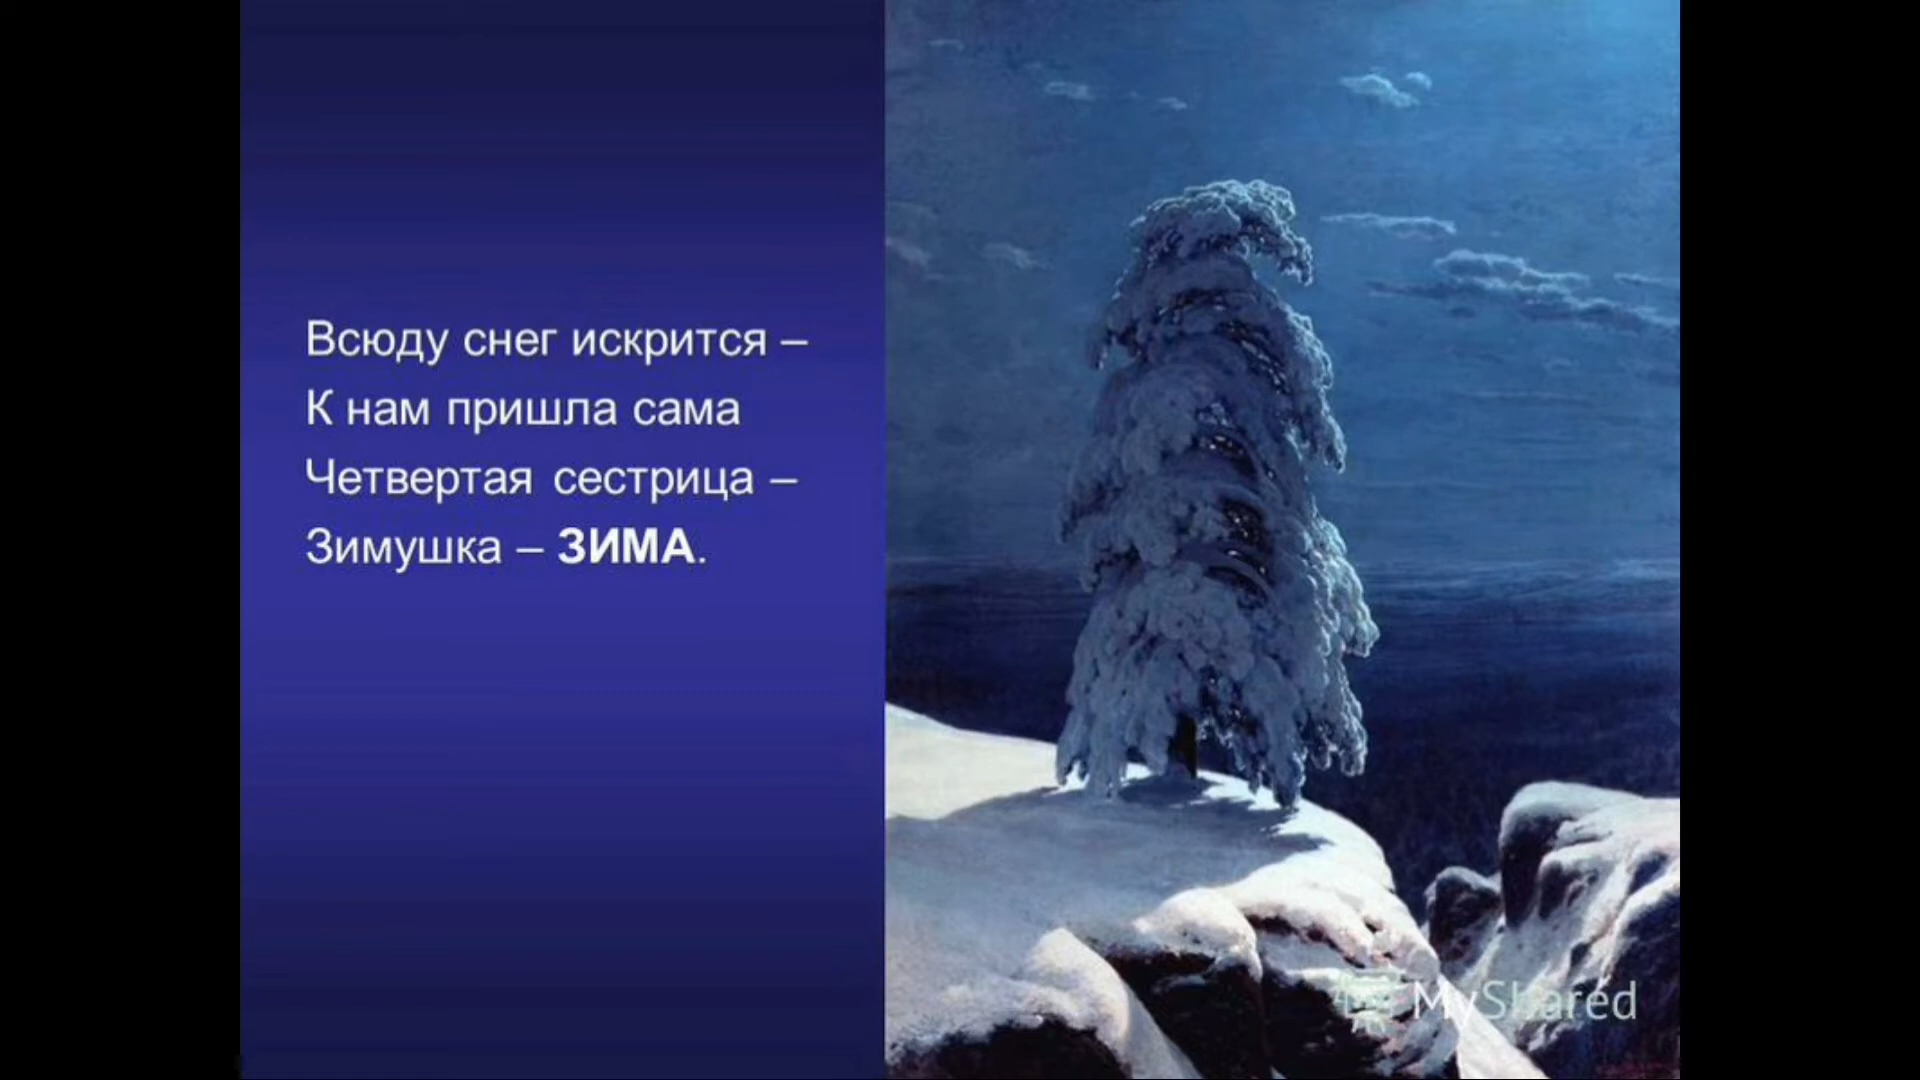 Всюду снег искрится –
К нам пришла сама
Четвертая сестрица –
Зимушка – ЗИМА.
MyShared